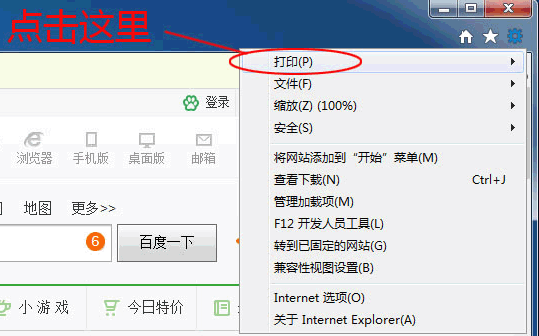 点击这里
打印(P)
文件(F)
缩放(Z) (100%)
安全(S)
将网站添加到“开始”菜单(M)
查看下载(N) Ctrl+J
管理加载项(M)
F12 开发人员工具(L)
转到已固定的网站(G)
兼容性视图设置(B)
Internet 选项(O)
关于 Internet Explorer(A)
登录
浏览器 手机版 桌面版 邮箱
地图 更多>>
6 百度一下
小游戏 今日特价